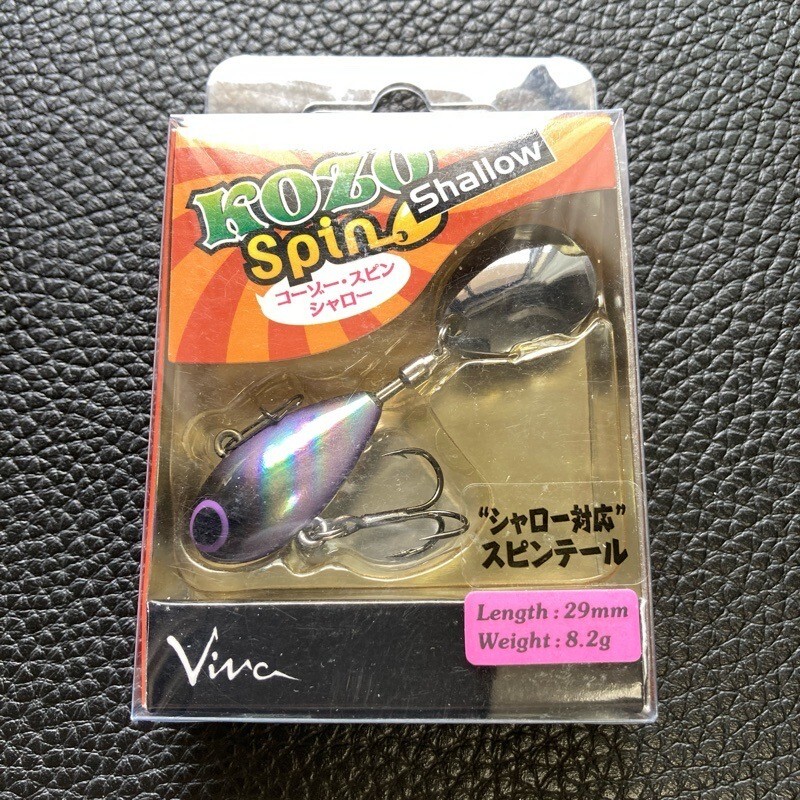 KOZO
Spin
Shallow
コーゾー・スピン
シャロー
“シャロー対応”
スピンテール
Length : 29mm
Weight : 8.2g
Viva